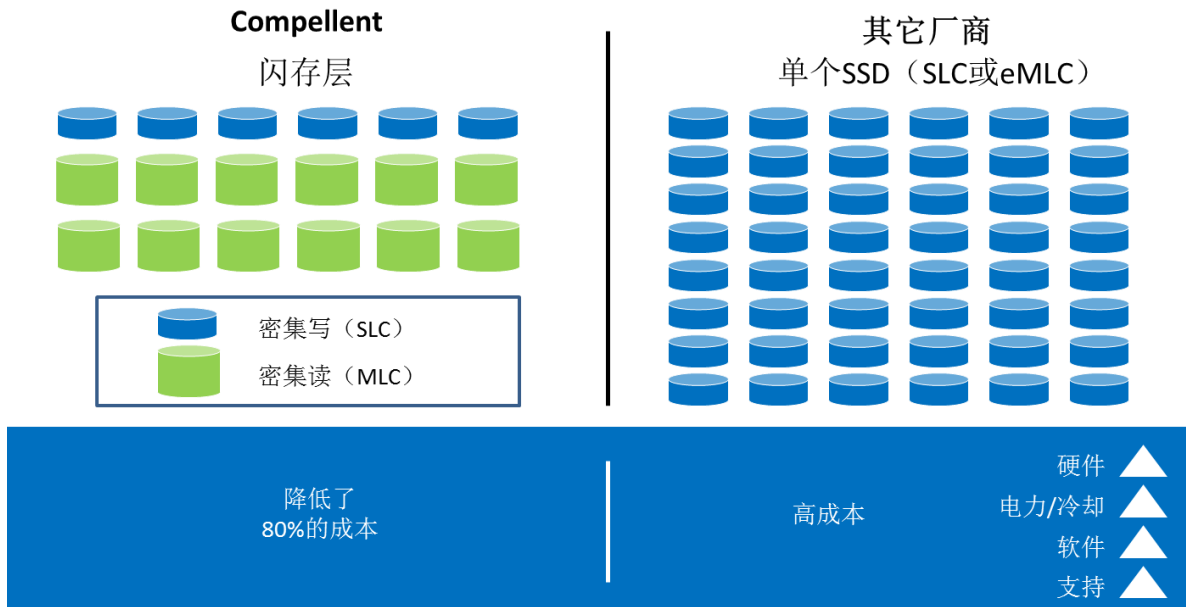 Compellent
闪存层
密集写（SLC）
密集读（MLC）
其它厂商
单个SSD（SLC或eMLC）
降低了
80%的成本
高成本
硬件
电力/冷却
软件
支持